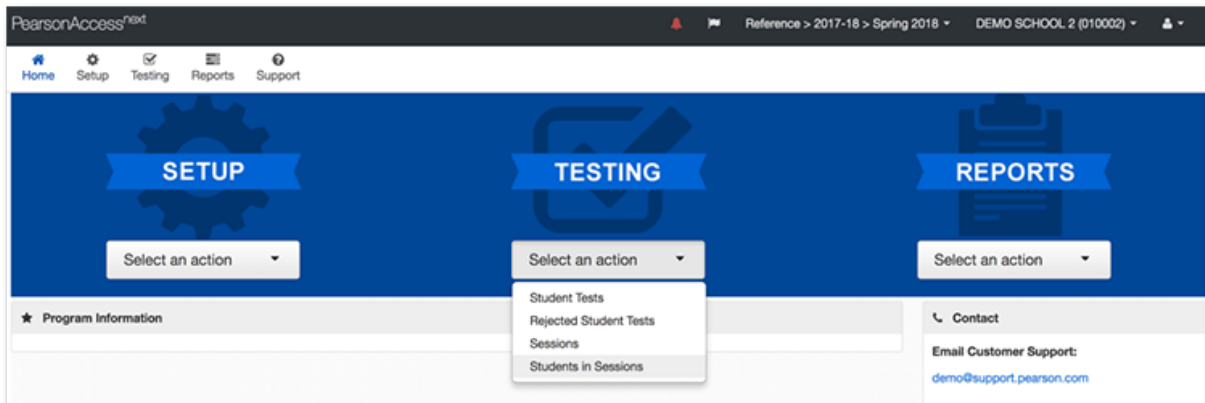 PearsonAccessnext
Reference > 2017-18 > Spring 2018
DEMO SCHOOL 2 (010002)
Home
Setup
Testing
Reports
Support
SETUP
TESTING
REPORTS
Select an action
Select an action
Select an action
Student Tests
Rejected Student Tests
Sessions
Students in Sessions
Program Information
Contact
Email Customer Support:
demo@support.pearson.com